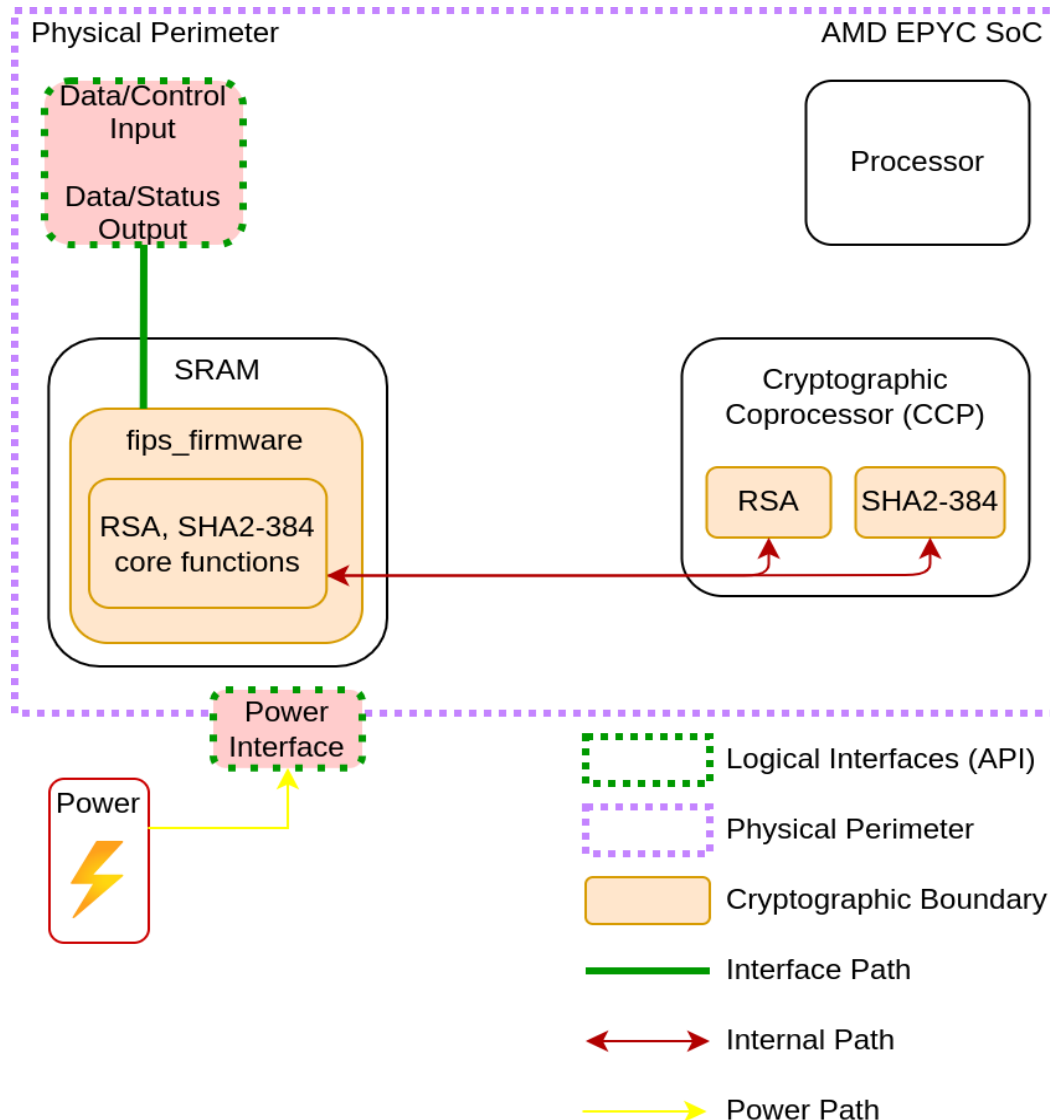 Physical Perimeter
AMD EPYC SoC
Data/Control
Input
Data/Status
Output
Processor
SRAM
fips_firmware
RSA, SHA2-384
core functions
Cryptographic
Coprocessor (CCP)
RSA
SHA2-384
Power
Interface
Power
Logical Interfaces (API)
Physical Perimeter
Cryptographic Boundary
Interface Path
Internal Path
Power Path